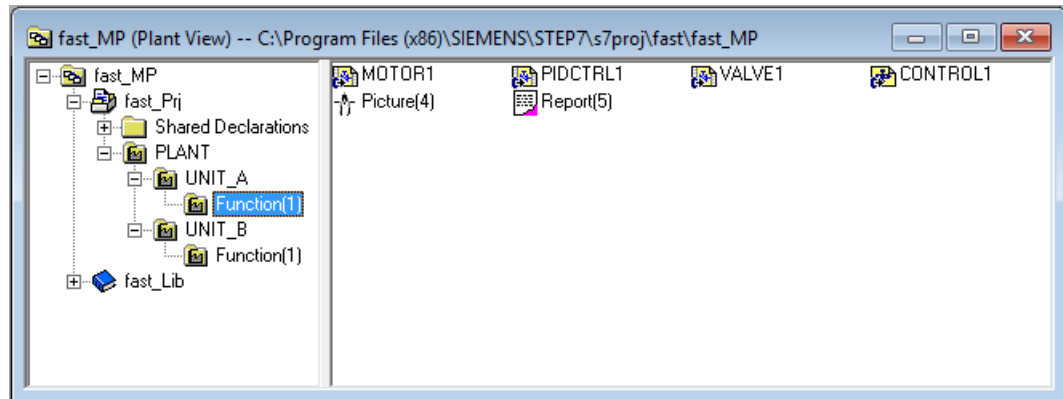 fast_MP (Plant View) -- C:\Program Files (x86)\SIEMENS\STEP7\s7proj\fast\fast_MP
fast_MP
fast_Prj
Shared Declarations
PLANT
UNIT_A
Function(1)
UNIT_B
Function(1)
fast_Lib
MOTOR1 PIDCTRL1 VALVE1 CONTROL1
Picture(4) Report(5)